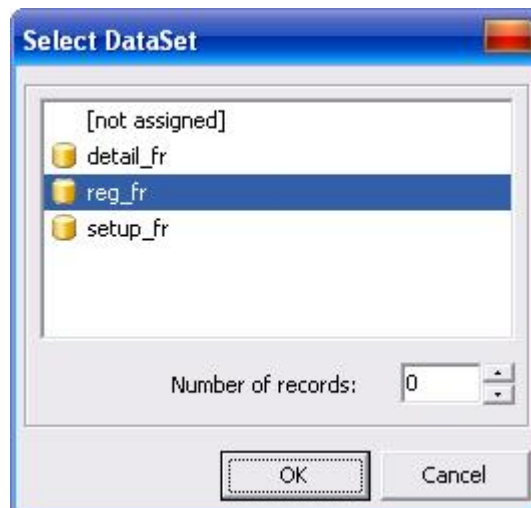 Select DataSet
[not assigned]
detail_fr
reg_fr
setup_fr
Number of records: 0
OK Cancel